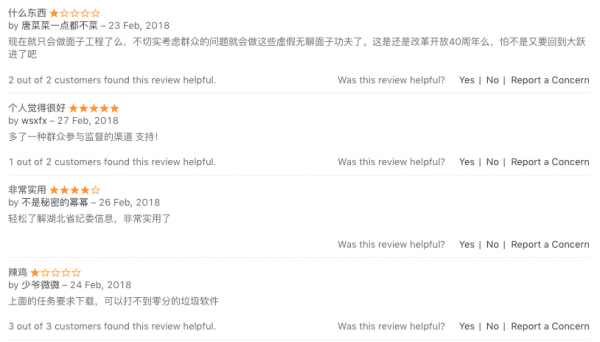 什么东西 ★☆☆☆☆
by 唐菜菜一点都不菜 – 23 Feb, 2018
现在就只会做面子工程了么，不切实考虑群众的问题就会做这些虚假无聊面子功夫了。这是还是改革开放40周年么，怕不是又要回到大跃
进了吧
2 out of 2 customers found this review helpful. Was this review helpful? Yes | No | Report a Concern
个人觉得很好 ★★★★★
by wsxfx – 27 Feb, 2018
多了一种群众参与监督的渠道 支持！
1 out of 2 customers found this review helpful. Was this review helpful? Yes | No | Report a Concern
非常实用 ★★★★☆
by 不是秘密的幂幂 – 26 Feb, 2018
轻松了解湖北省纪委信息，非常实用了
Was this review helpful? Yes | No | Report a Concern
辣鸡 ★☆☆☆☆
by 少爷微微 – 24 Feb, 2018
上面的任务要求下载，可以打不到零分的垃圾软件
3 out of 3 customers found this review helpful. Was this review helpful? Yes | No | Report a Concern